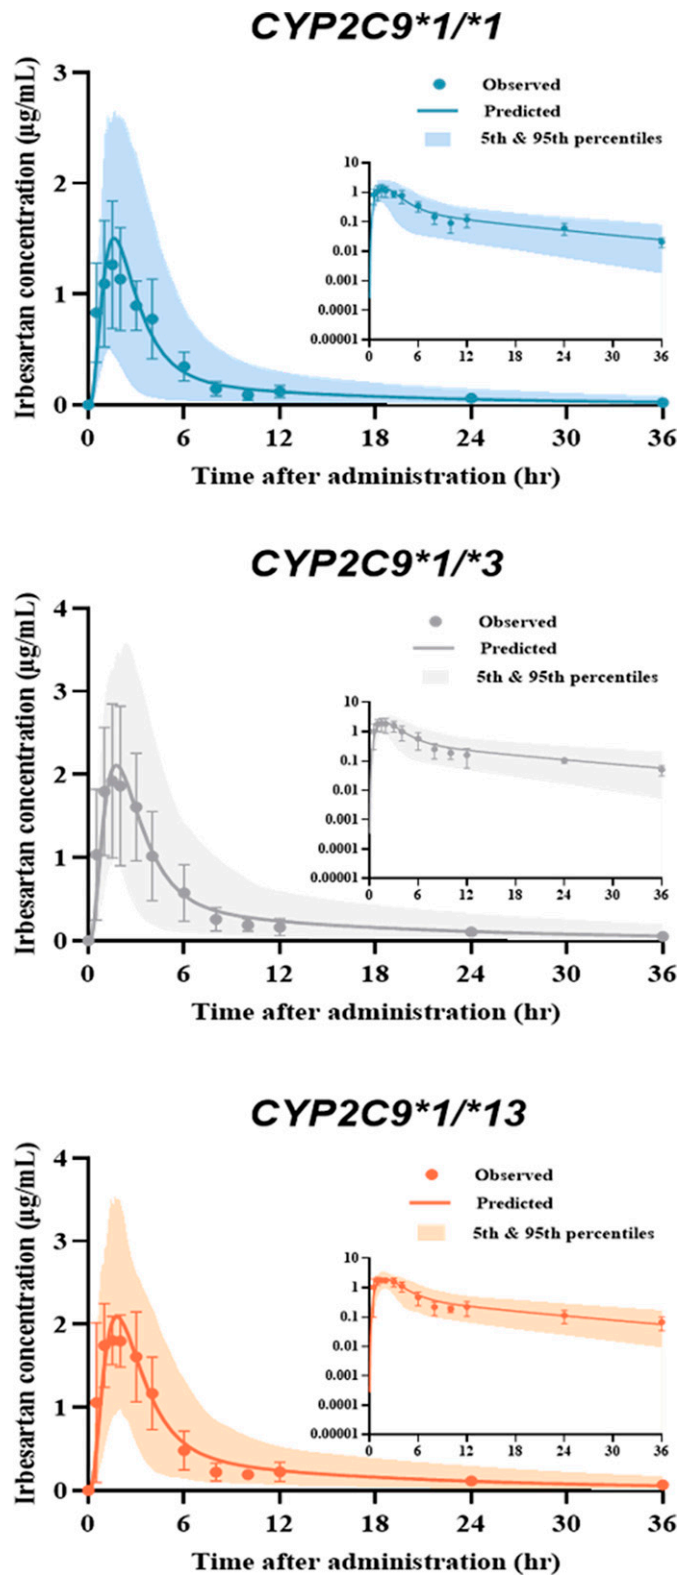 CYP2C9*1/*1
Irbesartan concentration (µg/mL)
3
2
1
0
Observed
Predicted
5th & 95th percentiles
10
1
0.1
0.01
0.001
0.0001
0.00001
0 6 12 18 24 30 36
0 6 12 18 24 30 36
Time after administration (hr)
CYP2C9*1/*3
Irbesartan concentration (µg/mL)
4
3
2
1
0
Observed
Predicted
5th & 95th percentiles
10
1
0.1
0.01
0.001
0.0001
0.00001
0 6 12 18 24 30 36
0 6 12 18 24 30 36
Time after administration (hr)
CYP2C9*1/*13
Irbesartan concentration (µg/mL)
4
3
2
1
0
Observed
Predicted
5th & 95th percentiles
10
1
0.1
0.01
0.001
0.0001
0.00001
0 6 12 18 24 30 36
0 6 12 18 24 30 36
Time after administration (hr)